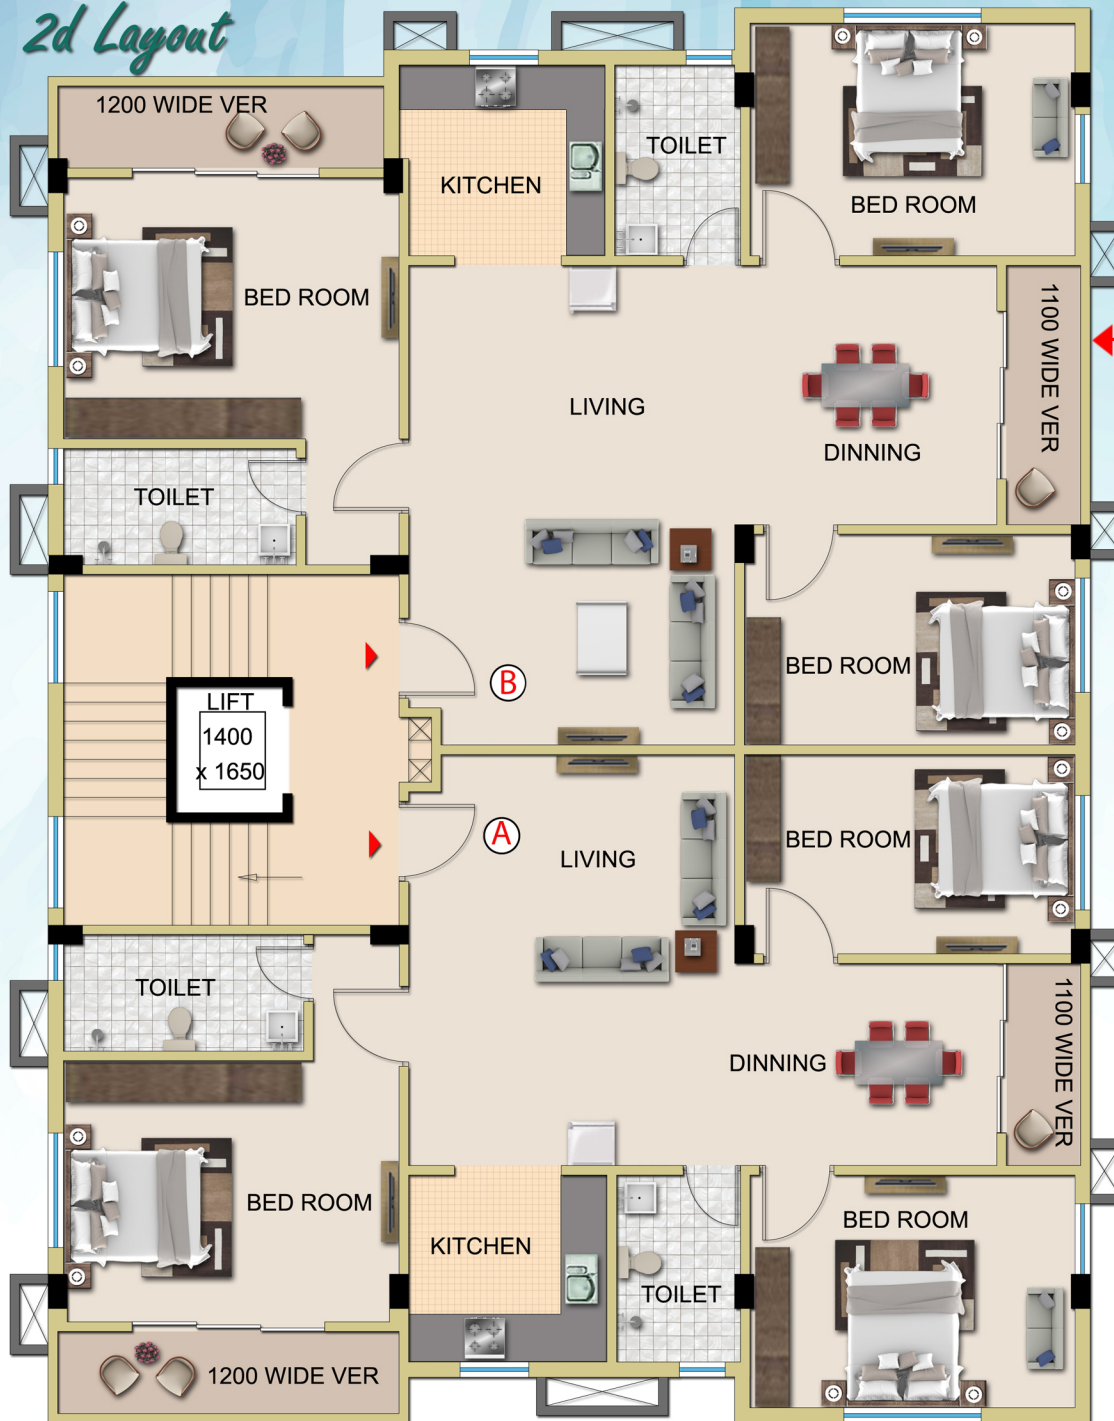 2d Layout
1200 WIDE VER
KITCHEN
TOILET
BED ROOM
BED ROOM
1100 WIDE VER
LIVING
DINNING
TOILET
BED ROOM
LIFT
1400
x 1650
B
A
BED ROOM
LIVING
TOILET
DINNING
1100 WIDE VER
BED ROOM
KITCHEN
TOILET
BED ROOM
1200 WIDE VER